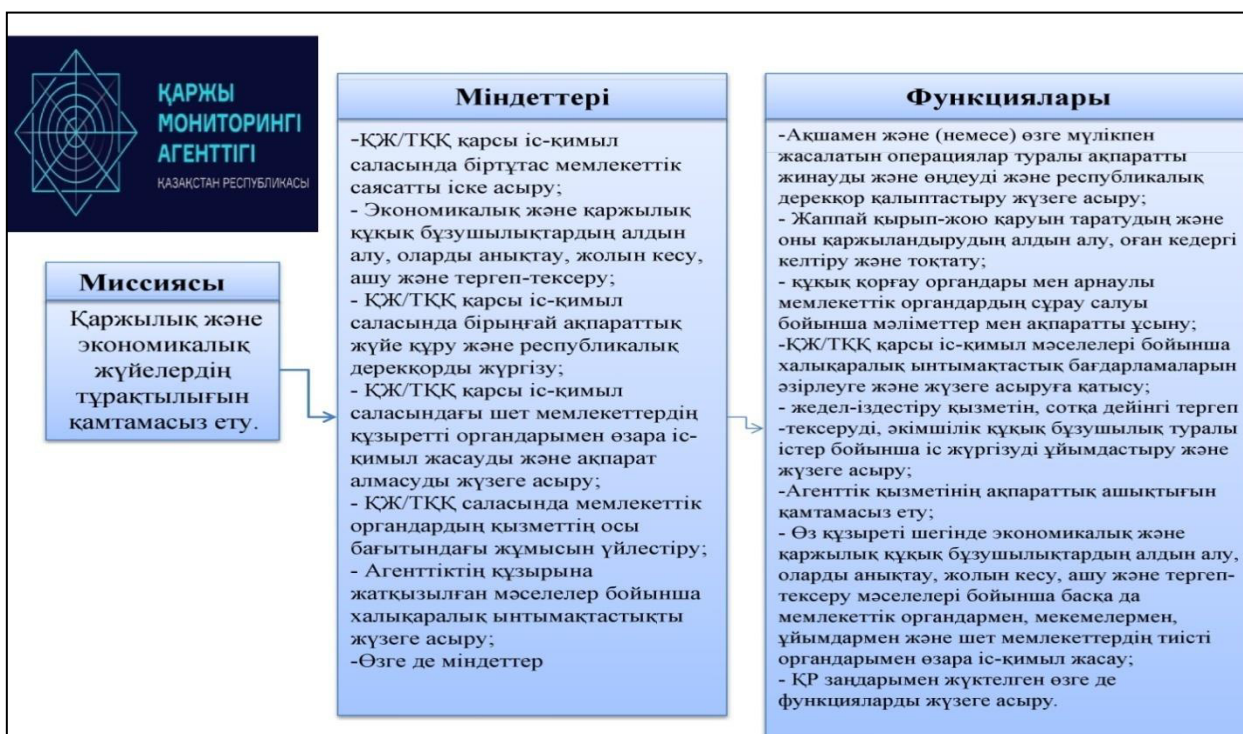 ҚАРЖЫ
МОНИТОРИНГІ
АГЕНТТІГІ
ҚАЗАҚСТАН РЕСПУБЛИКАСЫ
Миссиясы
Қаржылық және
экономикалық
жүйелердің
тұрақтылығын
қамтамасыз ету.
Міндеттері
-ҚЖ/ТҚҚ қарсы іс-қимыл
саласында біртұтас мемлекеттік
саясатты іске асыру;
- Экономикалық және қаржылық
құқық бұзушылықтардың алдын
алу, оларды анықтау, жолын кесу,
ашу және тергеп-тексеру;
- ҚЖ/ТҚҚ қарсы іс-қимыл
саласында бірыңғай ақпараттық
жүйе құру және республикалық
дерекқорды жүргізу;
- ҚЖ/ТҚҚ қарсы іс-қимыл
саласындағы шет мемлекеттердің
құзыретті органдарымен өзара іс-
қимыл жасауды және ақпарат
алмасуды жүзеге асыру;
- ҚЖ/ТҚҚ саласында мемлекеттік
органдардың қызметтің осы
бағытындағы жұмысын үйлестіру;
- Агенттіктің құзырына
жатқызылған мәселелер бойынша
халықаралық ынтымақтастықты
жүзеге асыру;
-Өзге де міндеттер
Функциялары
-Ақшамен және (немесе) өзге мүлікпен
жасалатын операциялар туралы ақпаратты
жинауды және өңдеуді және республикалық
дерекқор қалыптастыру жүзеге асыру;
- Жаппай қырып-жою қаруын таратудың және
оны қаржыландырудың алдын алу, оған кедергі
келтіру және тоқтату;
- құқық қорғау органдары мен арнаулы
мемлекеттік органдардың сұрау салуы
бойынша мәліметтер мен ақпаратты ұсыну;
-ҚЖ/ТҚҚ қарсы іс-қимыл мәселелері бойынша
халықаралық ынтымақтастық бағдарламаларын
әзірлеуге және жүзеге асыруға қатысу;
- жедел-іздестіру қызметін, сотқа дейінгі тергеп
-тексеруді, әкімшілік құқық бұзушылық туралы
істер бойынша іс жүргізуді ұйымдастыру және
жүзеге асыру;
-Агенттік қызметінің ақпараттық ашықтығын
қамтамасыз ету;
- Өз құзыреті шегінде экономикалық және
қаржылық құқық бұзушылықтардың алдын алу,
оларды анықтау, жолын кесу, ашу және тергеп-
тексеру мәселелері бойынша басқа да
мемлекеттік органдармен, мекемелермен,
ұйымдармен және шет мемлекеттердің тиісті
органдарымен өзара іс-қимыл жасау;
- ҚР заңдарымен жүктелген өзге де
функцияларды жүзеге асыру.